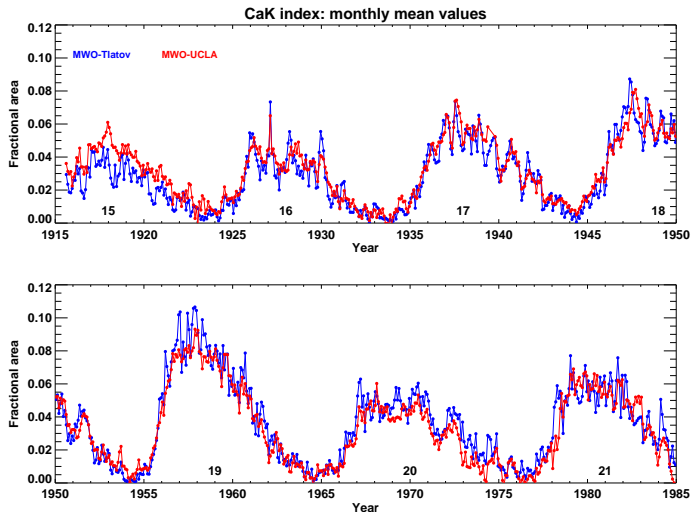 CaK index: monthly mean values
0.12
MWO-Tlatov MWO-UCLA
0.10
0.08
0.06
0.04
0.02
0.00
Fractional area
15 16 17 18
1915 1920 1925 1930 1935 1940 1945 1950
Year
0.12
0.10
0.08
0.06
0.04
0.02
0.00
Fractional area
19 20 21
1950 1955 1960 1965 1970 1975 1980 1985
Year